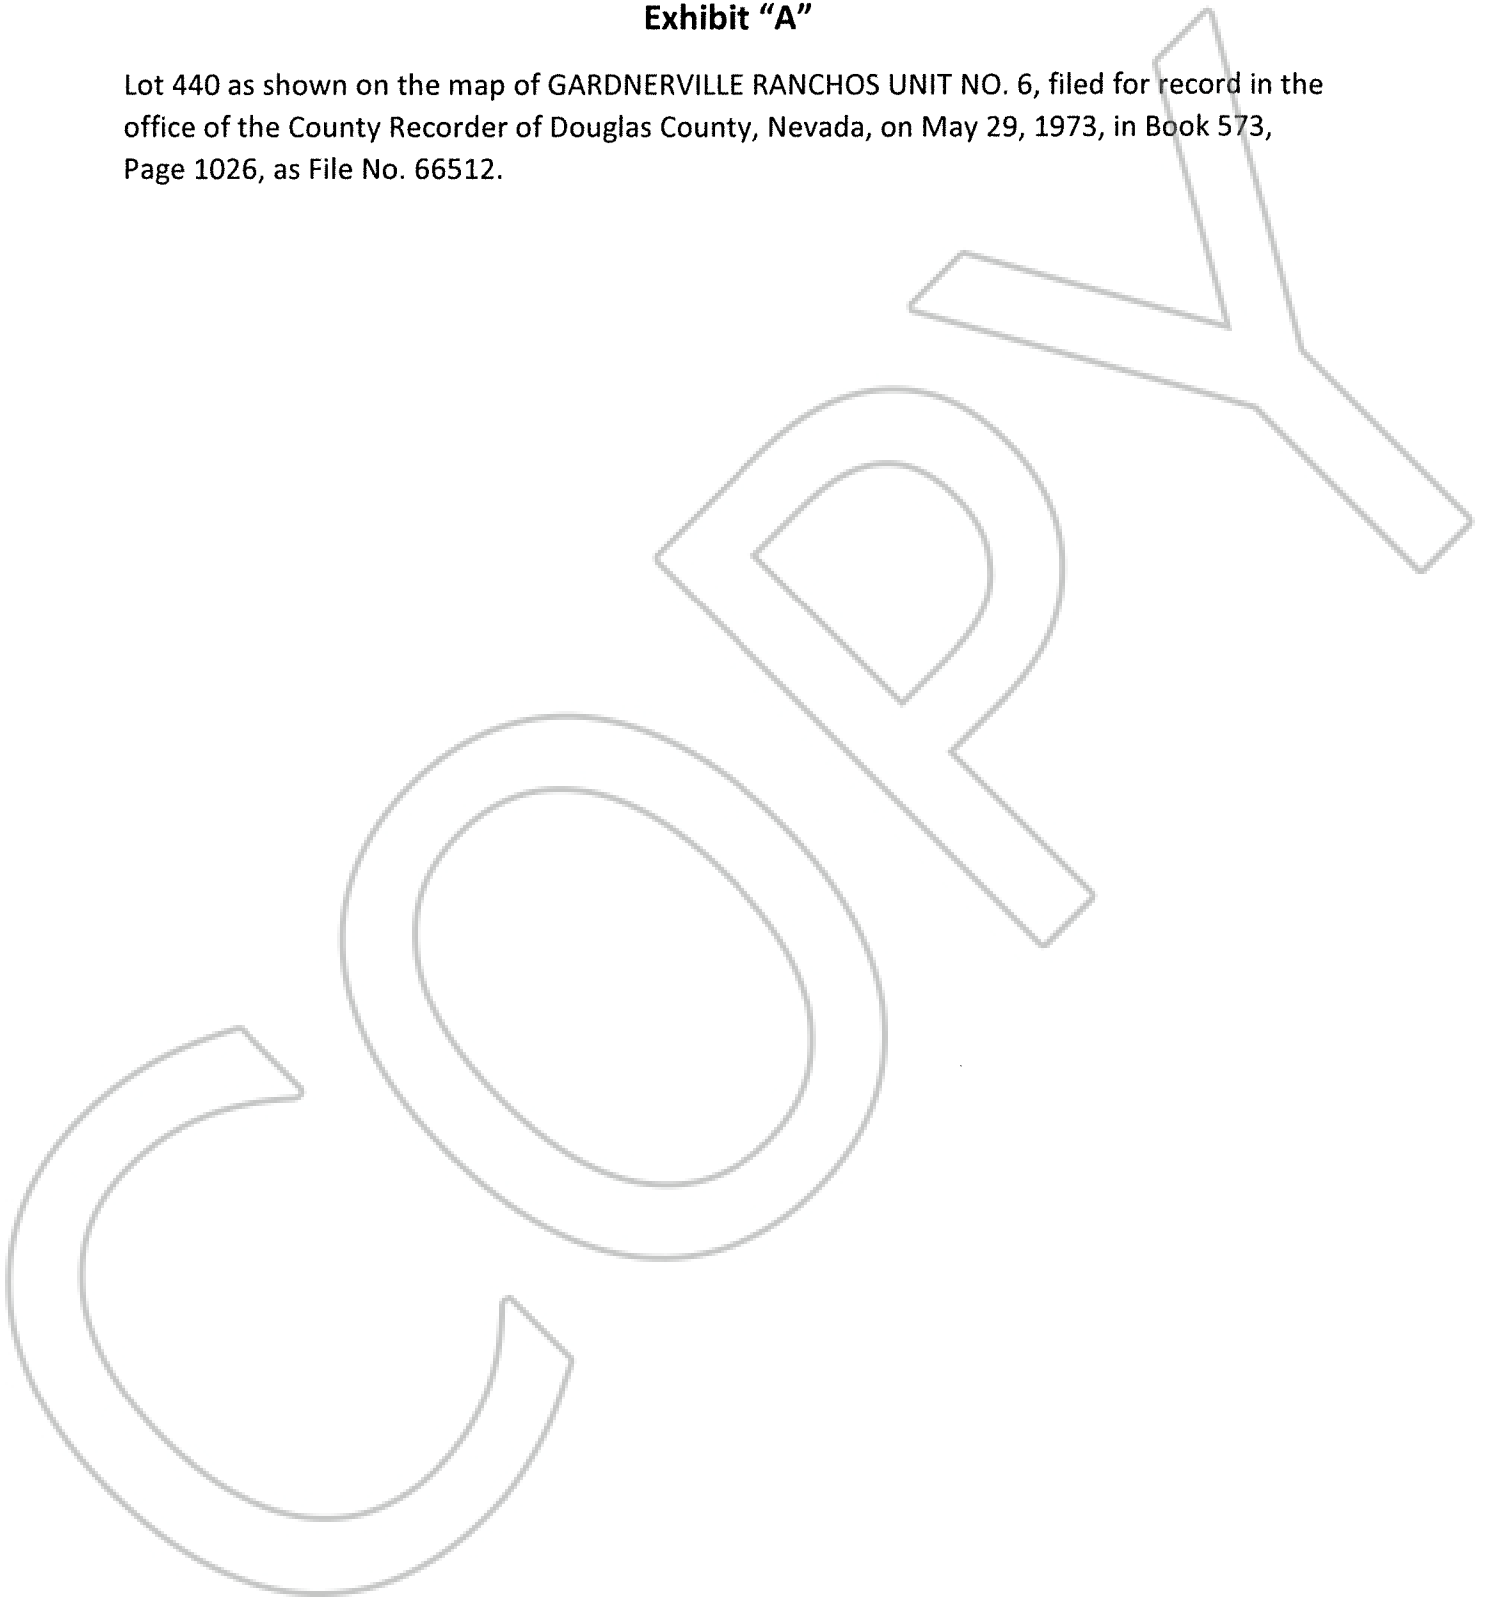 Exhibit “A”
Lot 440 as shown on the map of GARDNERVILLE RANCHOS UNIT NO. 6, filed for record in the
office of the County Recorder of Douglas County, Nevada, on May 29, 1973, in Book 573,
Page 1026, as File No. 66512.
COPY